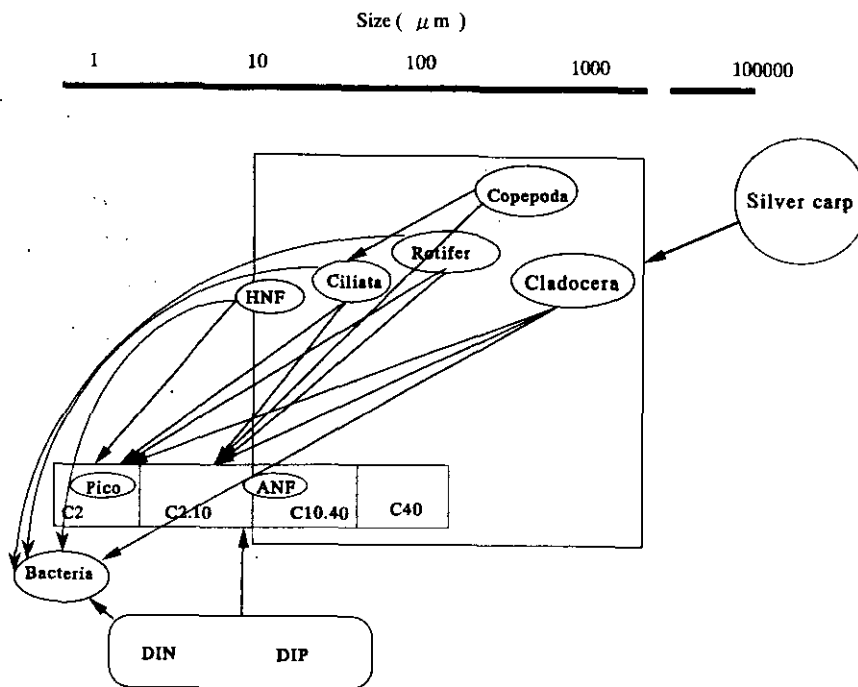 Size ( μm )
1 10 100 1000 100000
Copepoda
Silver carp
Rotifer
Ciliata
Cladocera
HNF
Pico
ANF
C2
C2.10
C10.40
C40
Bacteria
DIN
DIP